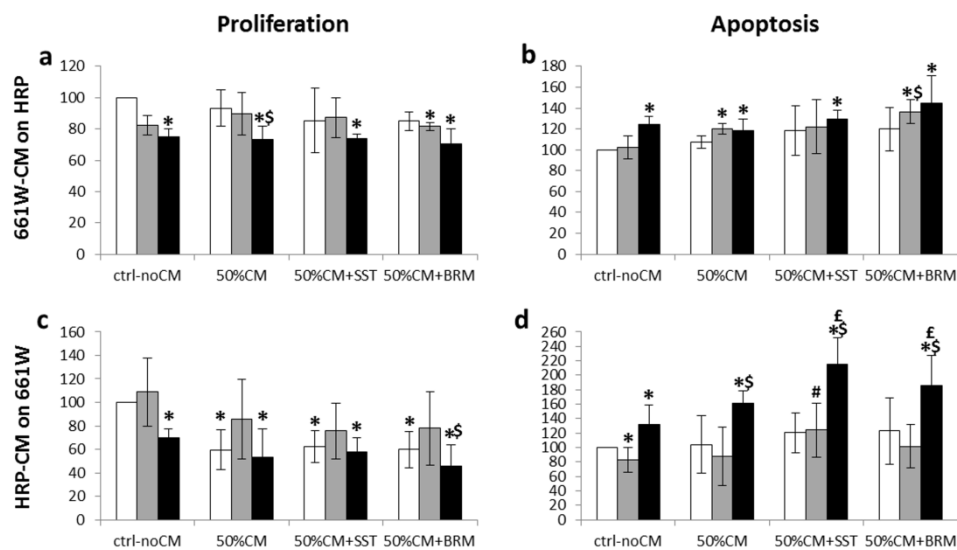 Proliferation
Apoptosis
661W-CM on HRP
a
120
100
80
60
40
20
0
*
*$
*
*
*
ctrl-noCM
50%CM
50%CM+SST
50%CM+BRM
b
180
160
140
120
100
80
60
40
20
0
*
*
*
*
*$
*
ctrl-noCM
50%CM
50%CM+SST
50%CM+BRM
HRP-CM on 661W
c
160
140
120
100
80
60
40
20
0
*
*
*
*
*
*
*$
ctrl-noCM
50%CM
50%CM+SST
50%CM+BRM
d
260
240
220
200
180
160
140
120
100
80
60
40
20
0
*
*
*$
#
£
*$
£
*$
ctrl-noCM
50%CM
50%CM+SST
50%CM+BRM